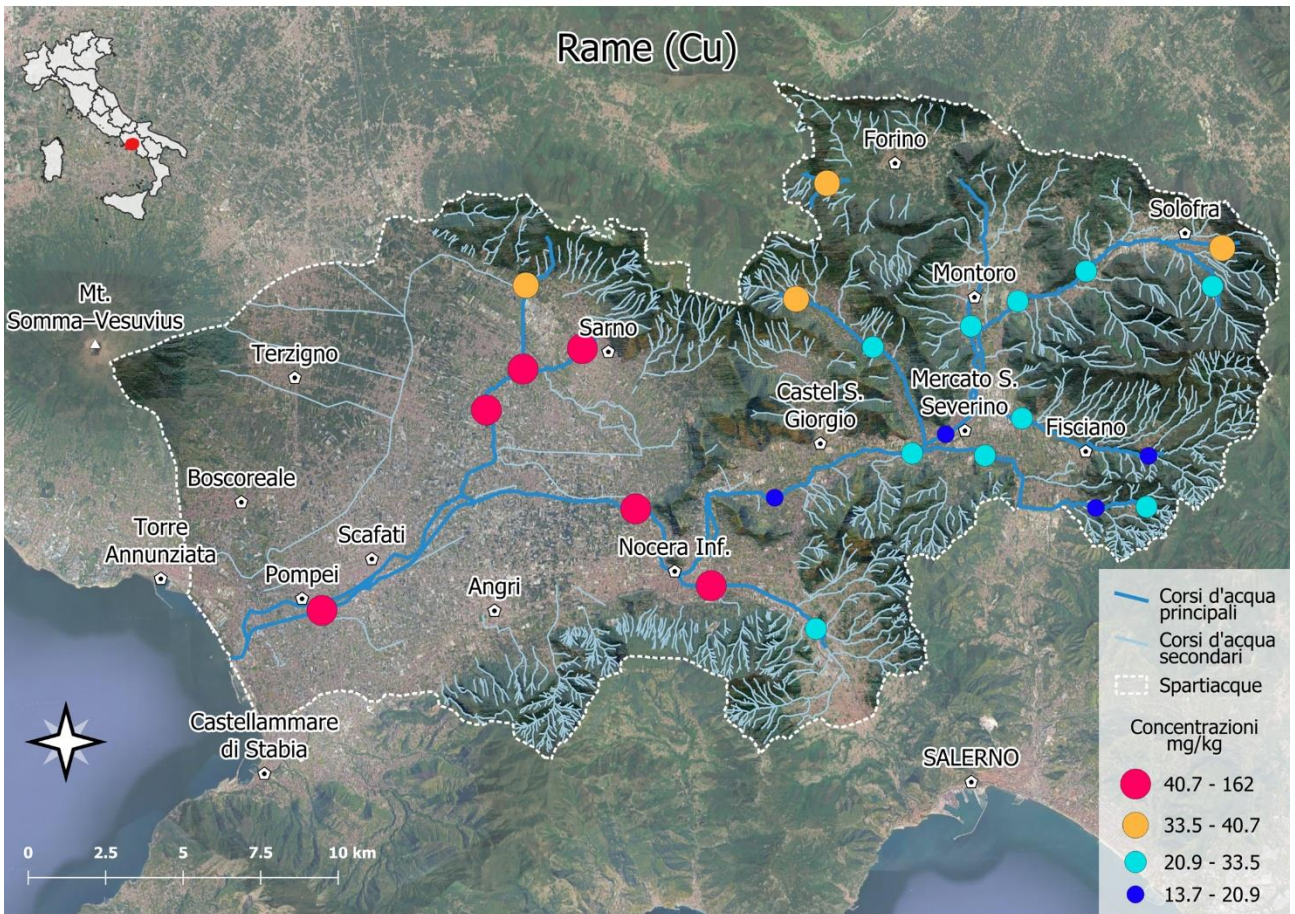 Rame (Cu)
Forino
Solofra
Montoro
Mt.
Somma–Vesuvius
Sarno
Terzigno
Castel S.
Giorgio
Mercato S.
Severino
Fisciano
Boscoreale
Torre
Annunziata
Scafati
Nocera Inf.
Pompei
Angri
Castellammare
di Stabia
SALERNO
Corsi d'acqua
principali
Corsi d'acqua
secondari
Spartiacque
Concentrazioni
mg/kg
40.7 - 162
33.5 - 40.7
20.9 - 33.5
13.7 - 20.9
0 2.5 5 7.5 10 km